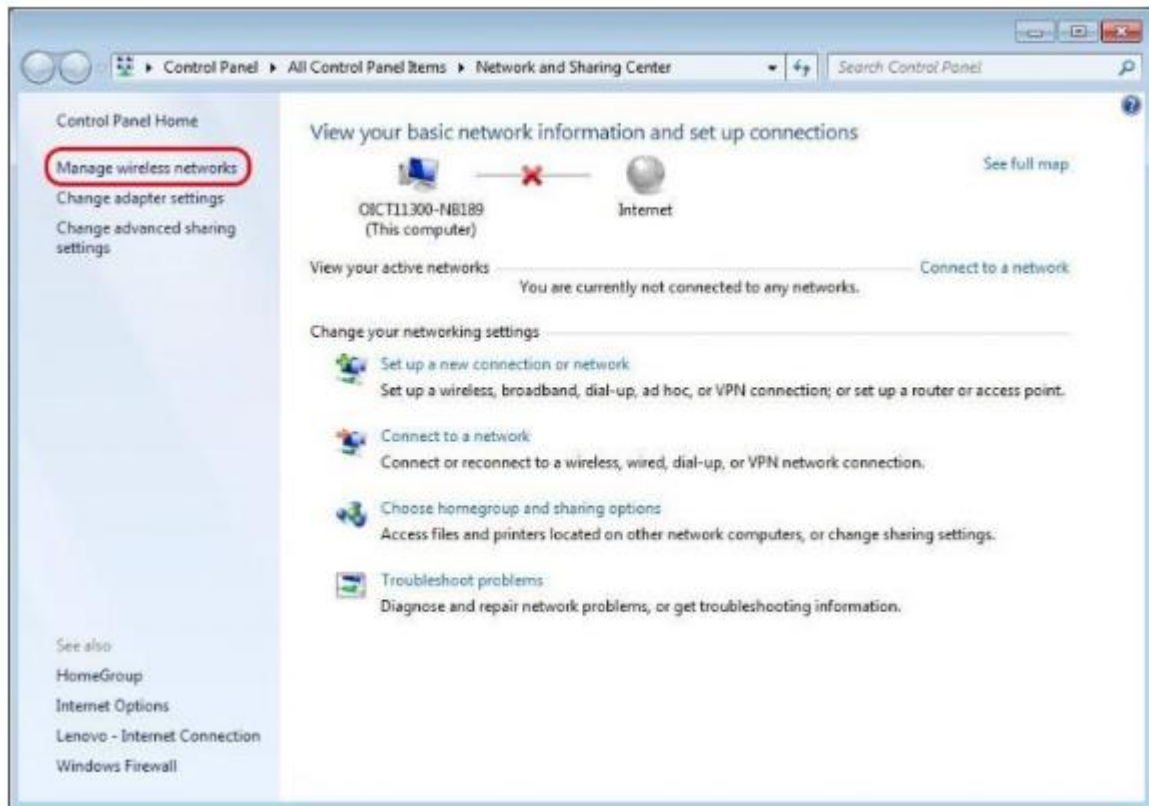 Control Panel ▸ All Control Panel Items ▸ Network and Sharing Center
Search Control Panel
Control Panel Home
Manage wireless networks
Change adapter settings
Change advanced sharing
settings
See also
HomeGroup
Internet Options
Lenovo - Internet Connection
Windows Firewall
View your basic network information and set up connections
See full map
OICT11300-NB189
(This computer)
Internet
View your active networks
Connect to a network
You are currently not connected to any networks.
Change your networking settings
Set up a new connection or network
Set up a wireless, broadband, dial-up, ad hoc, or VPN connection; or set up a router or access point.
Connect to a network
Connect or reconnect to a wireless, wired, dial-up, or VPN network connection.
Choose homegroup and sharing options
Access files and printers located on other network computers, or change sharing settings.
Troubleshoot problems
Diagnose and repair network problems, or get troubleshooting information.